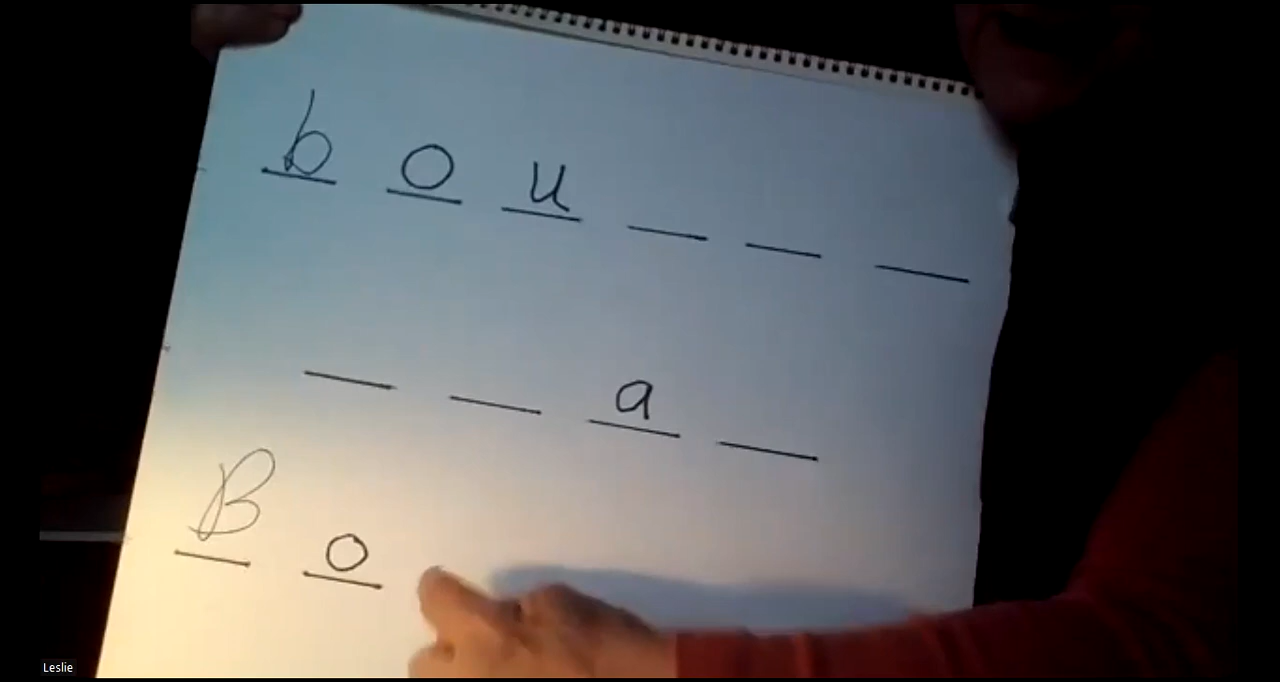 b o u _ _ _
_ _ a _
B o
Leslie